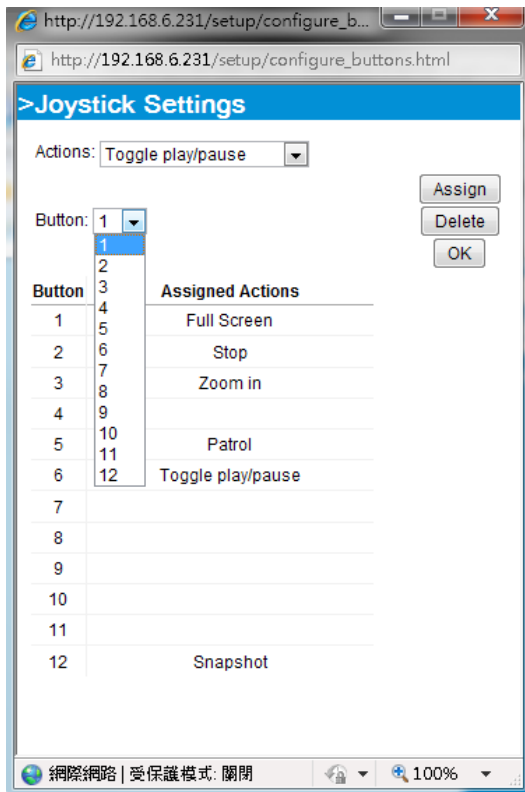 http://192.168.6.231/setup/configure_b...
http://192.168.6.231/setup/configure_buttons.html
>Joystick Settings
Actions: Toggle play/pause
Assign
Button: 1
Delete
OK
1
2
3
4
5
6
7
8
9
10
11
12
Button Assigned Actions
1 Full Screen
2 Stop
3 Zoom in
4
5 Patrol
6 Toggle play/pause
7
8
9
10
11
12 Snapshot
網際網路 | 受保護模式: 關閉 100%